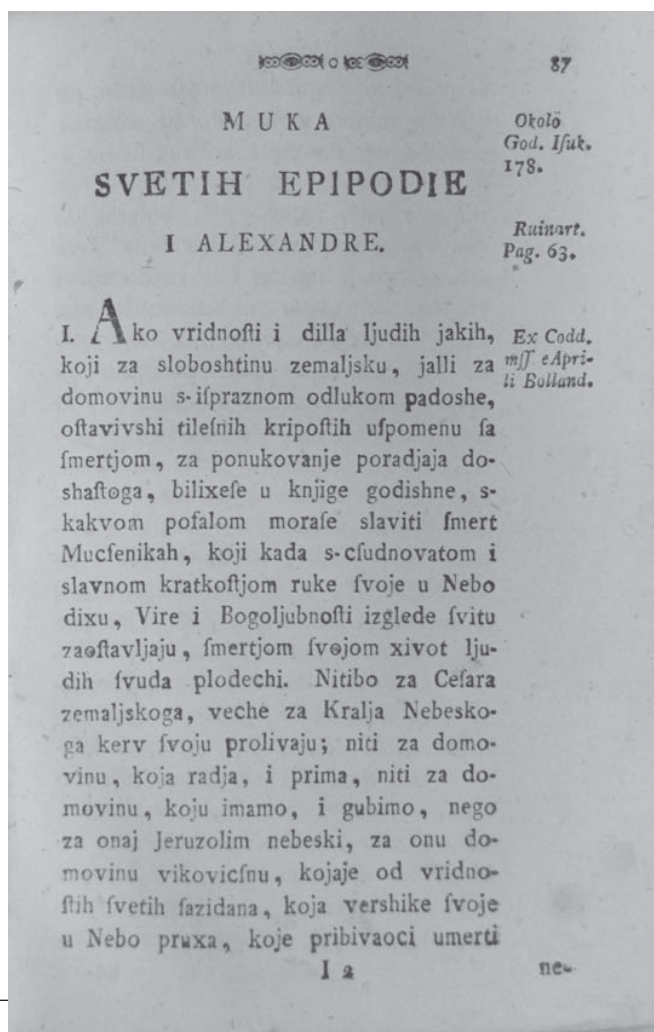 87
MUKA
SVETIH EPIPODIE
I ALEXANDRE.
Okolo
God. Iſuk.
178.
Ruinart.
Pag. 63.
I. Ako vridnoſti i dilla ljudih jakih,
koji za sloboshtinu zemaljsku, jalli za
domovinu s-iſpraznom odlukom padoshe,
oſtavivshi tileſnih kripoſtih uſpomenu ſa
ſmertjom, za ponukovanje poradjaja do-
shaſtoga, bilixeſe u knjige godishne, s-
kakvom pofalom moraſe slaviti ſmert
Mucſenikah, koji kada s-cſudnovatom i
slavnom kratkoſtjom ruke ſvoje u Nebo
dixu, Vire i Bogoljubnoſti izglede ſvitu
zaoſtavljaju, ſmertjom ſvojom xivot lju-
dih ſvuda plodechi. Nitibo za Ceſara
zemaljskoga, veche za Kralja Nebesko-
ga kerv ſvoju prolivaju; niti za domo-
vinu, koja radja, i prima, niti za do-
movinu, koju imamo, i gubimo, nego
za onaj Jeruzolim nebeski, za onu do-
movinu vikovicſnu, kojaje od vridno-
ſtih ſvetih ſazidana, koja vershike ſvoje
u Nebo pruxa, koje pribivaoci umerti
Ex Codd.
mſſ. e Apri-
li Bolland.
I 2
ne-